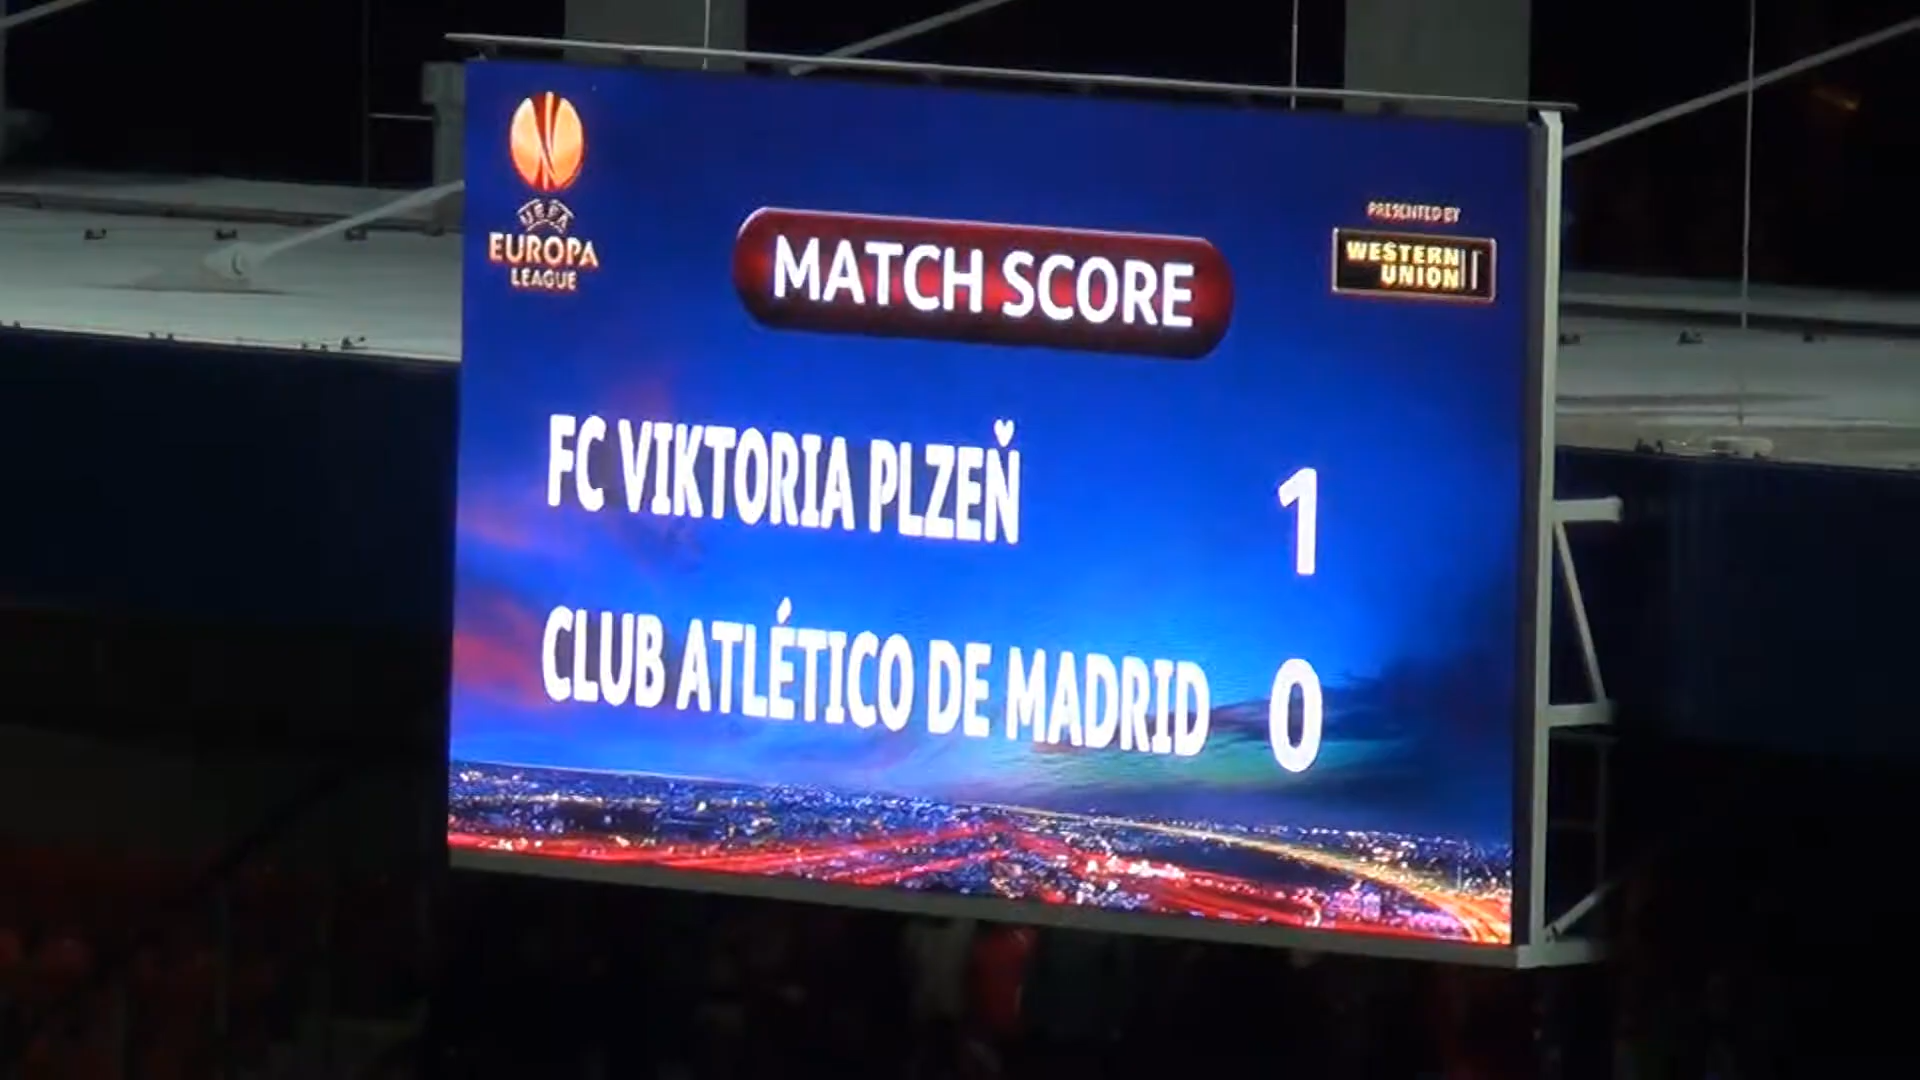 UEFA
EUROPA
LEAGUE
MATCH SCORE
PRESENTED BY
WESTERN
UNION
FC VIKTORIA PLZEŇ 1
CLUB ATLÉTICO DE MADRID 0